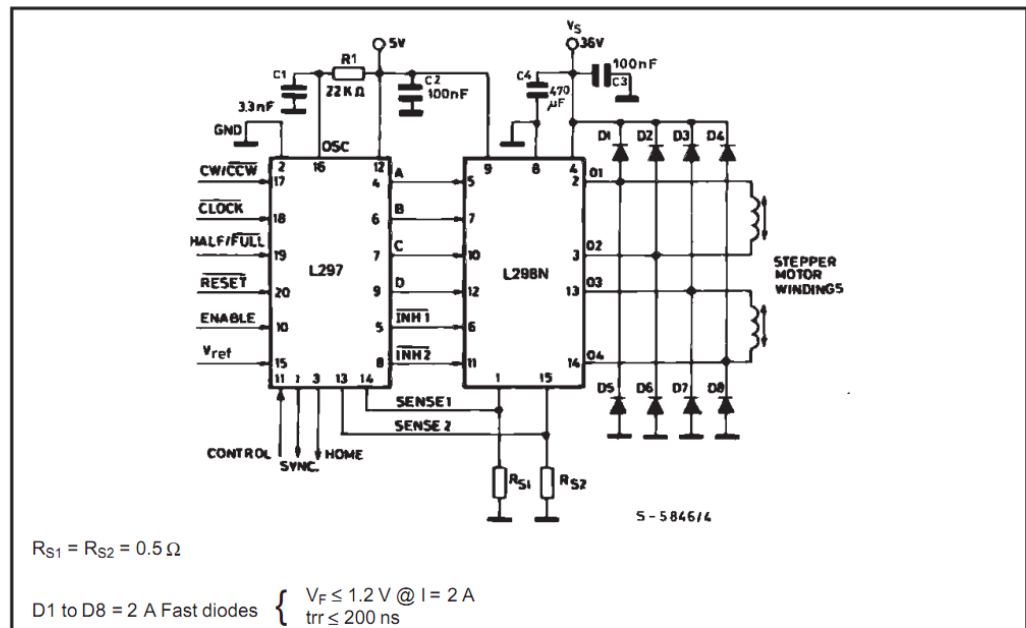 5V
Vs
36V
R1
22KΩ
C1
3.3nF
C2
100nF
C4
470
µF
100nF
C3
GND
OSC
D1 D2 D3 D4
2 16 12
9 8 4
CW/CCW 17
4 A 5
2 O1
CLOCK 18
6 B 7
HALF/FULL 19
7 C 10
3 O2
L297
L298N
STEPPER
MOTOR
WINDINGS
RESET 20
9 D 12
13 O3
ENABLE 10
5 INH1 6
Vref 15
8 INH2 11
14 O4
11 1 3 13 14
1 15
D5 D6 D7 D8
SENSE1
SENSE 2
CONTROL
SYNC.
HOME
RS1
RS2
S-5846/4
RS1 = RS2 = 0.5 Ω
D1 to D8 = 2 A Fast diodes { VF ≤ 1.2 V @ I = 2 A
trr ≤ 200 ns